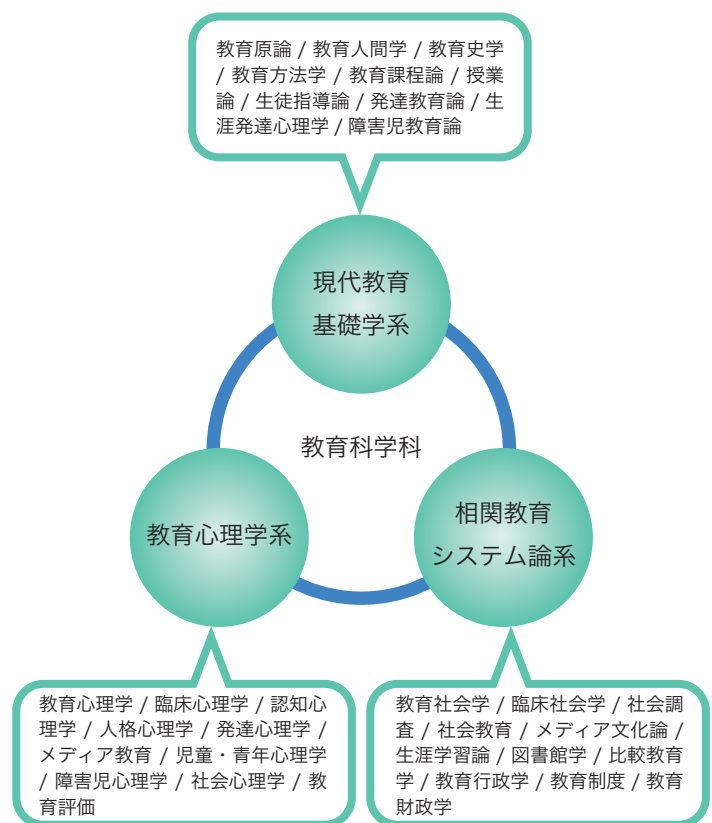 教育原論 / 教育人間学 / 教育史学
/ 教育方法学 / 教育課程論 / 授業
論 / 生徒指導論 / 発達教育論 / 生
涯発達心理学 / 障害児教育論
現代教育
基礎学系
教育科学科
教育心理学系
相関教育
システム論系
教育心理学 / 臨床心理学 / 認知心
理学 / 人格心理学 / 発達心理学 /
メディア教育 / 児童・青年心理学
/ 障害児心理学 / 社会心理学 / 教
育評価
教育社会学 / 臨床社会学 / 社会調
査 / 社会教育 / メディア文化論 /
生涯学習論 / 図書館学 / 比較教育
学 / 教育行政学 / 教育制度 / 教育
財政学